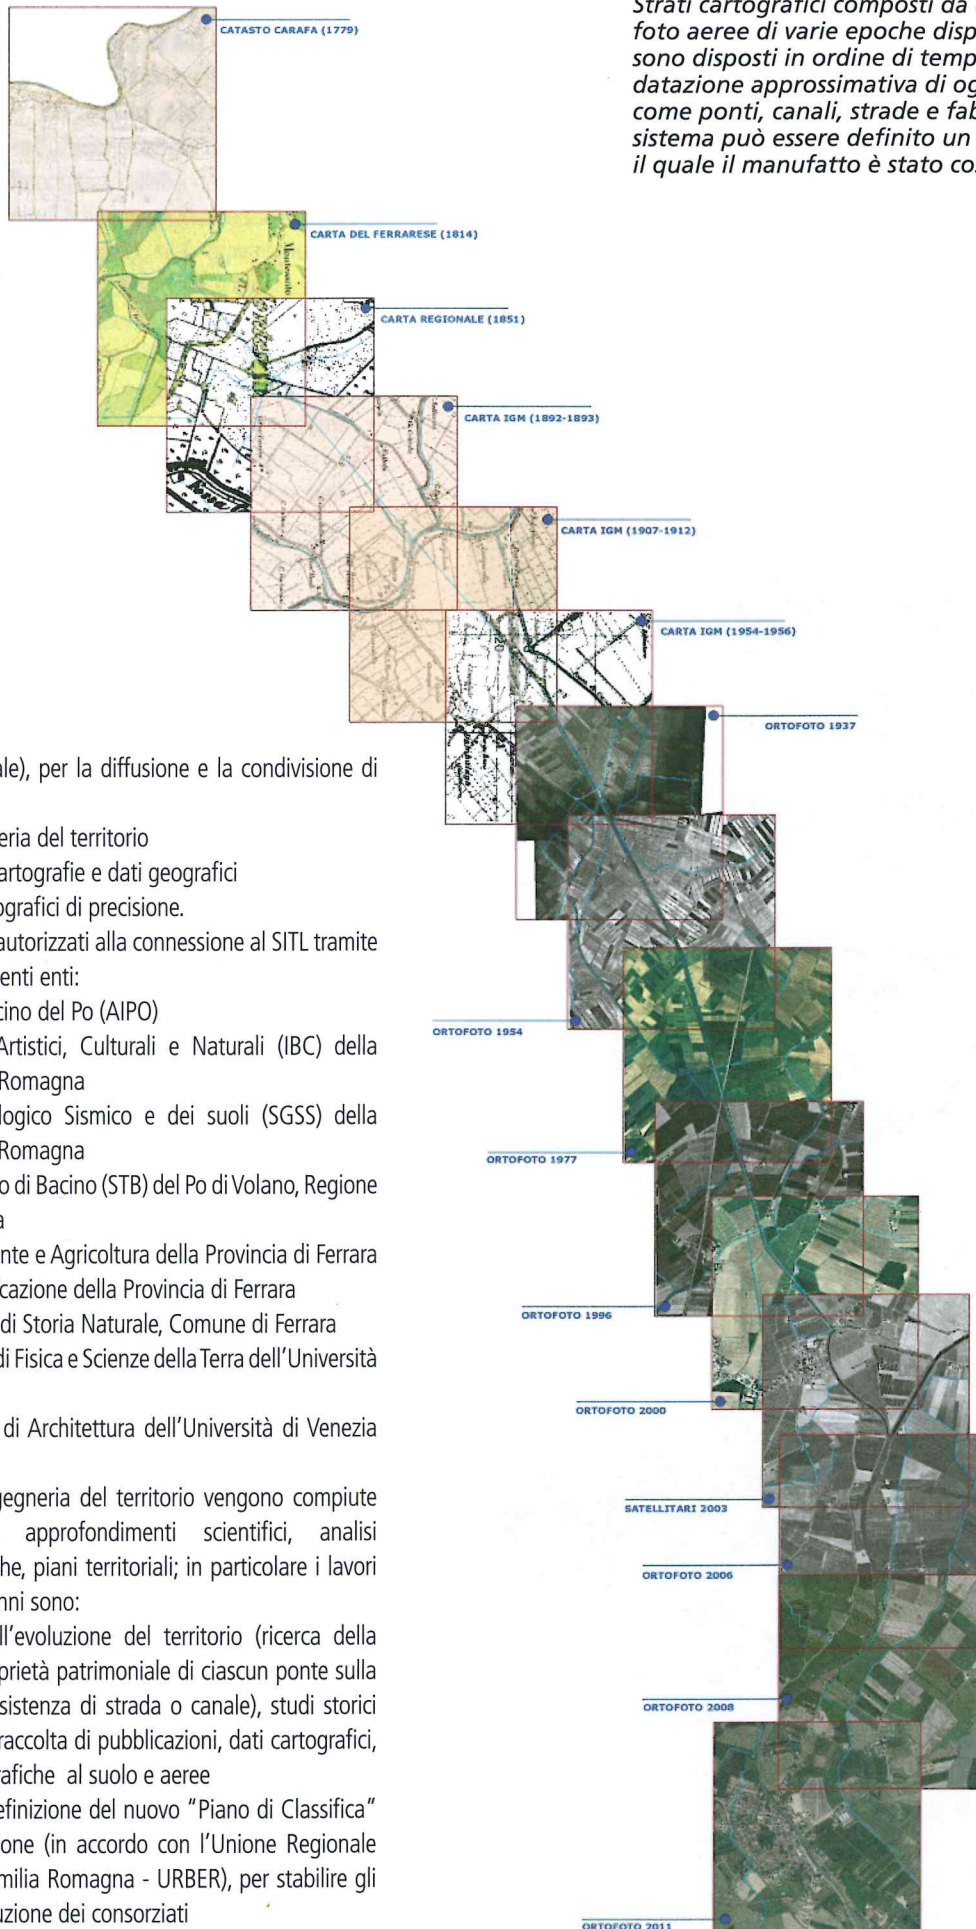 Strati cartografici composti da
foto aeree di varie epoche disp
sono disposti in ordine di temp
datazione approssimativa di og
come ponti, canali, strade e fab
sistema può essere definito un
il quale il manufatto è stato co
CATASTO CARAFA (1779)
CARTA DEL FERRARESE (1814)
CARTA REGIONALE (1851)
CARTA IGM (1892-1893)
CARTA IGM (1907-1912)
CARTA IGM (1954-1956)
ORTOFOTO 1937
ORTOFOTO 1954
ORTOFOTO 1977
ORTOFOTO 1996
ORTOFOTO 2000
SATELLITARI 2003
ORTOFOTO 2006
ORTOFOTO 2008
ORTOFOTO 2011
ale), per la diffusione e la condivisione di
eria del territorio
artografie e dati geografici
ografici di precisione.
autorizzati alla connessione al SITL tramite
enti enti:
cino del Po (AIPO)
Artistici, Culturali e Naturali (IBC) della
Romagna
logico Sismico e dei suoli (SGSS) della
Romagna
o di Bacino (STB) del Po di Volano, Regione
a
nte e Agricoltura della Provincia di Ferrara
icazione della Provincia di Ferrara
di Storia Naturale, Comune di Ferrara
di Fisica e Scienze della Terra dell'Università
di Architettura dell'Università di Venezia
gegneria del territorio vengono compiute
approfondimenti scientifici, analisi
he, piani territoriali; in particolare i lavori
nni sono:
ll'evoluzione del territorio (ricerca della
prietà patrimoniale di ciascun ponte sulla
sistenza di strada o canale), studi storici
raccolta di pubblicazioni, dati cartografici,
rafiche al suolo e aeree
efinizione del nuovo "Piano di Classifica"
ione (in accordo con l'Unione Regionale
milia Romagna - URBER), per stabilire gli
uzione dei consorziati